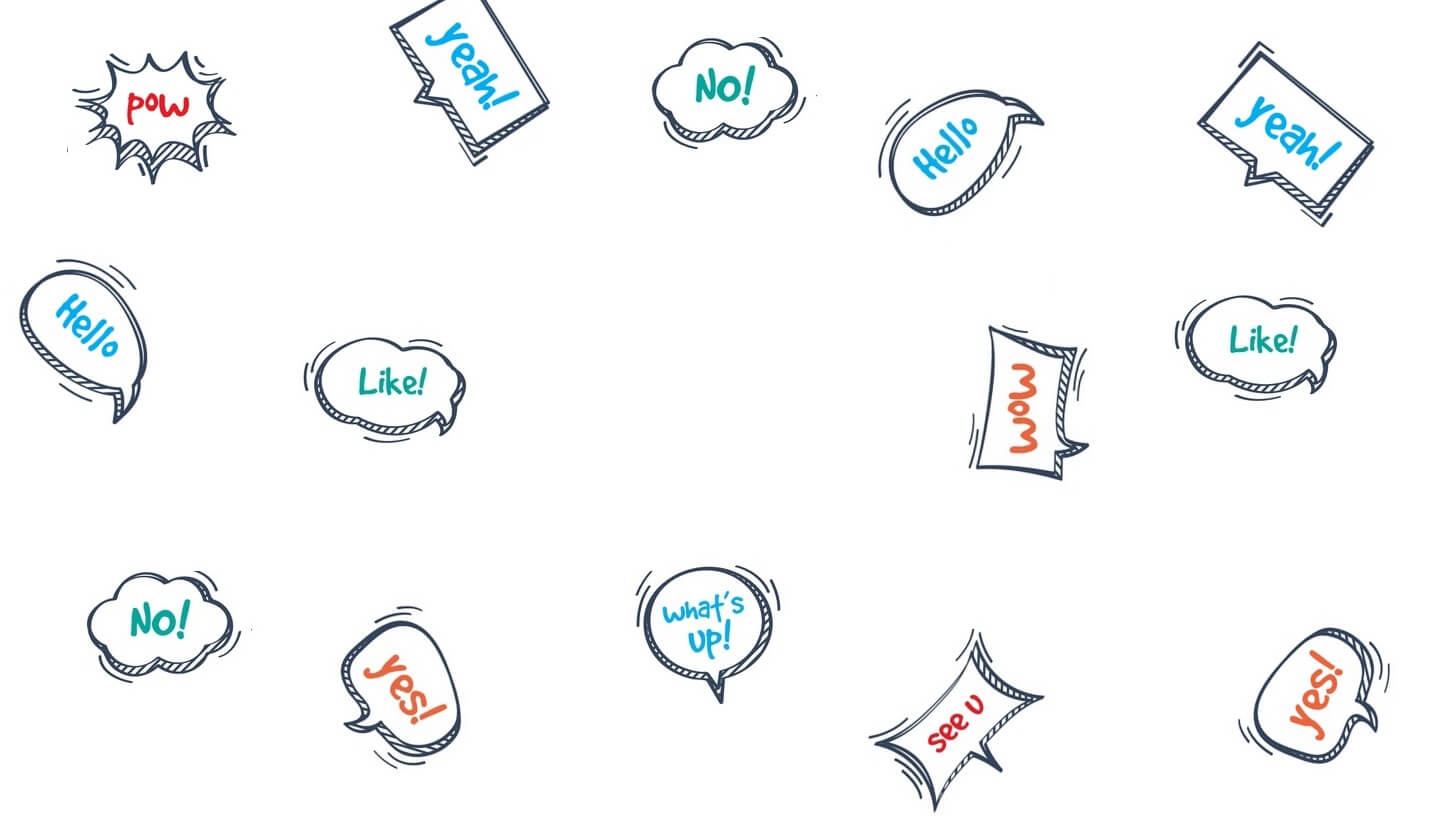 pow
yeah!
No!
Hello
yeah!
Hello
Like!
wow
Like!
No!
yes!
what's
up!
see u
yes!